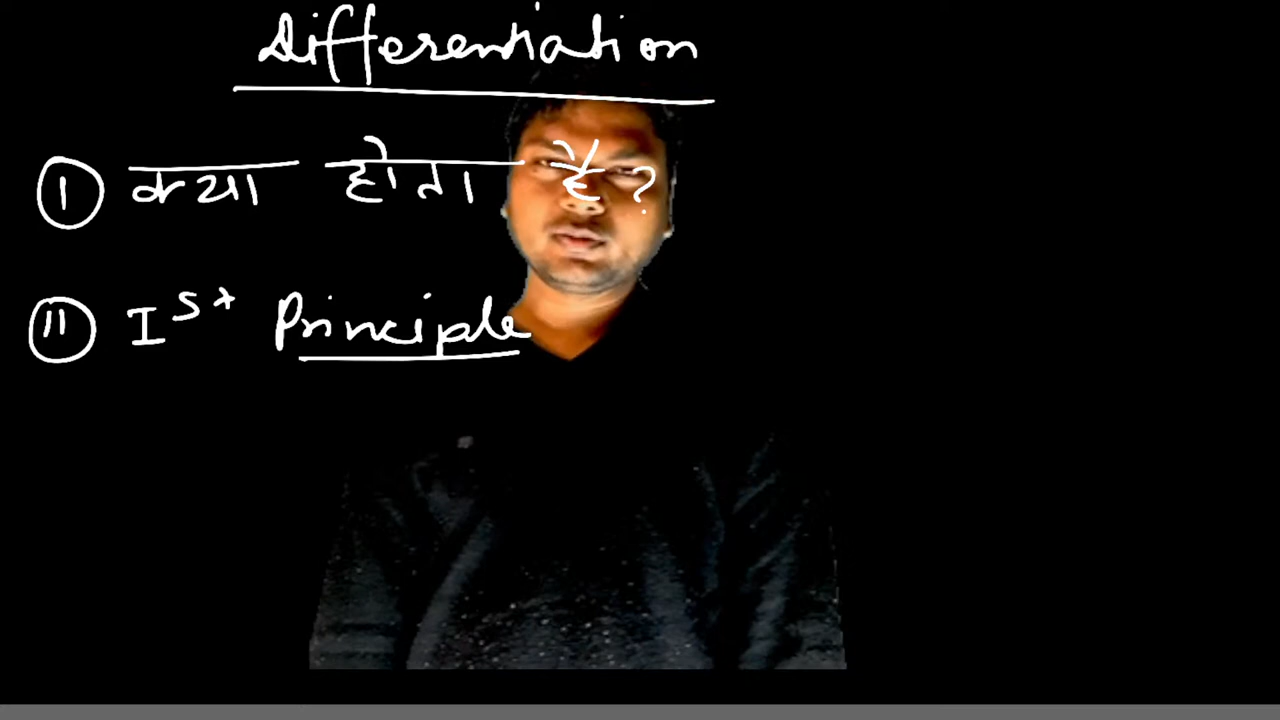 Differentiation
① क्या होता है?
② Ist Principle